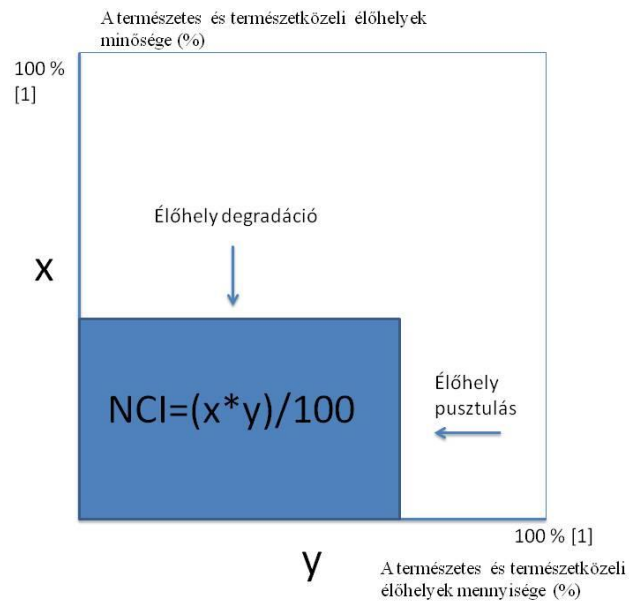 A természetes és természetközeli élőhelyek
minősége (%)
100 %
[1]
Élőhely degradáció
x
NCI=(x*y)/100
Élőhely
pusztulás
100 % [1]
y
A természetes és természetközeli
élőhelyek mennyisége (%)